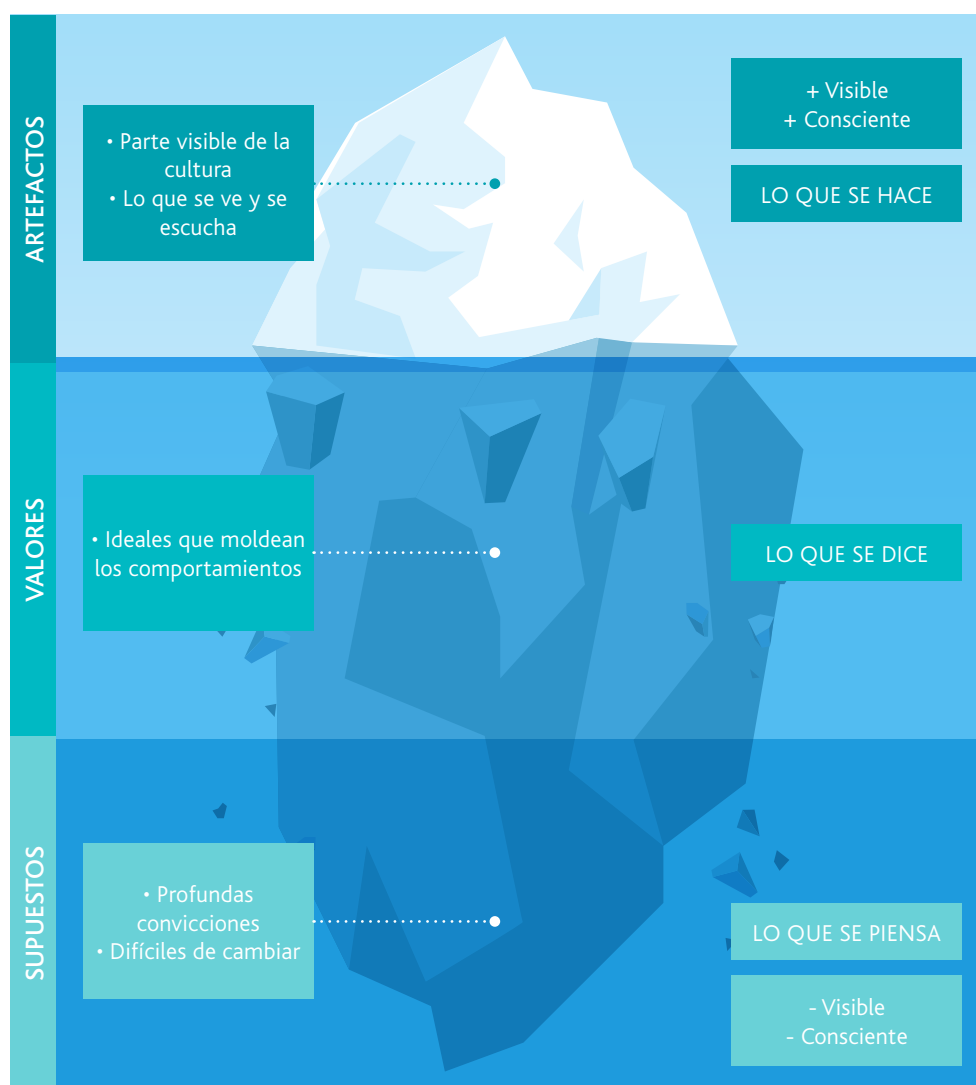 ARTEFACTOS
• Parte visible de la
cultura
• Lo que se ve y se
escucha
+ Visible
+ Consciente
LO QUE SE HACE
VALORES
• Ideales que moldean
los comportamientos
LO QUE SE DICE
SUPUESTOS
• Profundas
convicciones
• Difíciles de cambiar
LO QUE SE PIENSA
- Visible
- Consciente